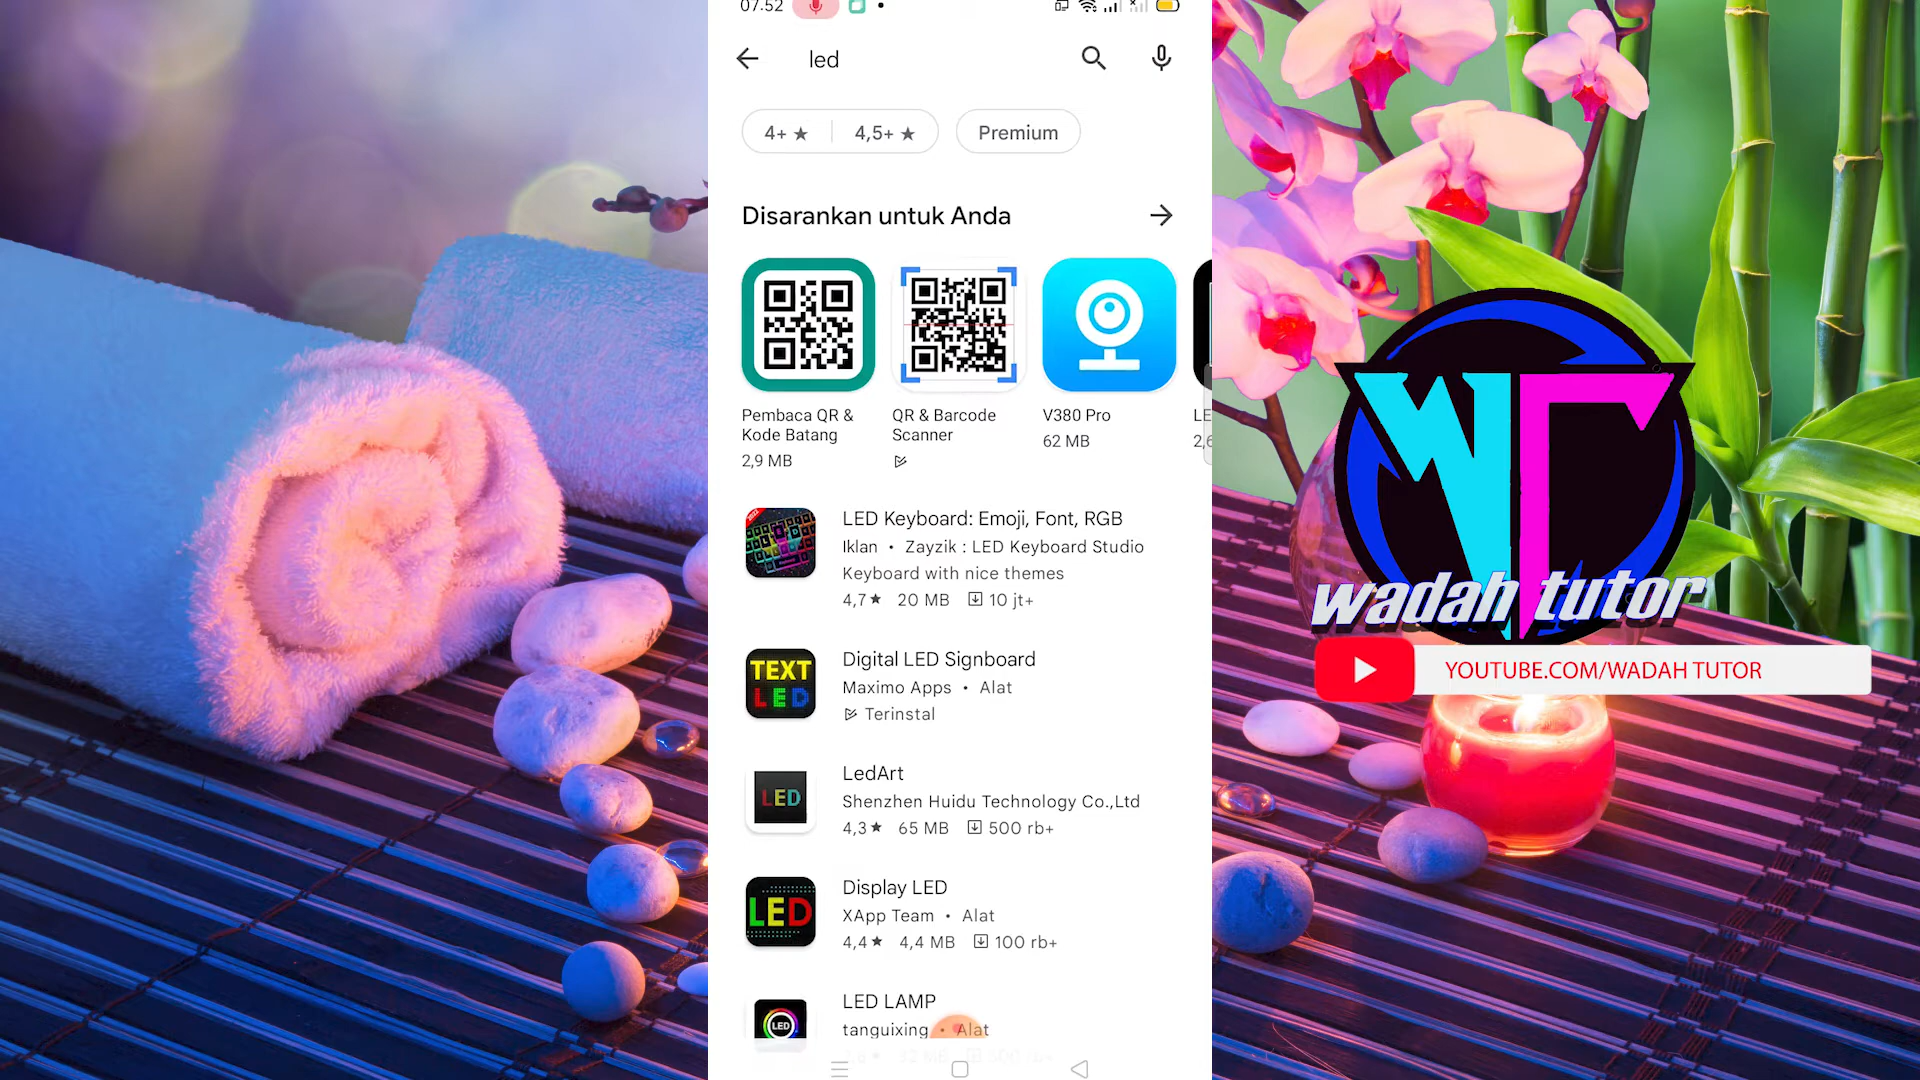 07.52
led
4+ ★
4,5+ ★
Premium
Disarankan untuk Anda
Pembaca QR &
Kode Batang
2,9 MB
QR & Barcode
Scanner
V380 Pro
62 MB
LE
LED Keyboard: Emoji, Font, RGB
Iklan • Zayzik : LED Keyboard Studio
Keyboard with nice themes
4,7★ 20 MB 10 jt+
TEXT
LED
Digital LED Signboard
Maximo Apps • Alat
Terinstal
LED
LedArt
Shenzhen Huidu Technology Co.,Ltd
4,3★ 65 MB 500 rb+
LED
Display LED
XApp Team • Alat
4,4★ 4,4 MB 100 rb+
LED
LED LAMP
tanguixing • Alat
WT
wadah tutor
YOUTUBE.COM/WADAH TUTOR